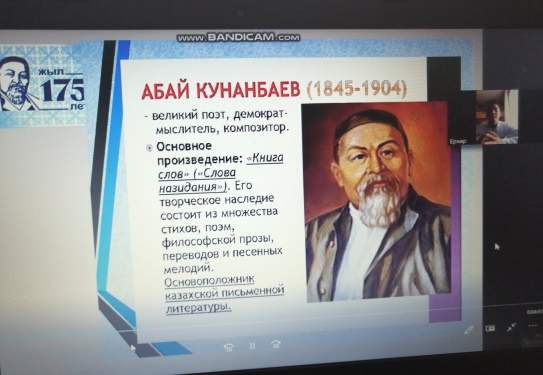 WWW.BANDICAM.COM
ЖЫЛ
175
ЛЕТ
АБАЙ КУНАНБАЕВ (1845-1904)
- великий поэт, демократ-
мыслитель, композитор.
Основное
произведение: «Книга
слов» («Слова
назидания»). Его
творческое наследие
состоит из множества
стихов, поэм,
философской прозы,
переводов и песенных
мелодий.
Основоположник
казахской письменной
литературы.
Ернар